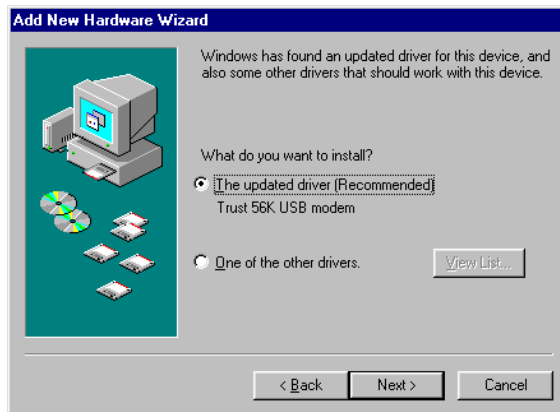 Add New Hardware Wizard
Windows has found an updated driver for this device, and
also some other drivers that should work with this device.
What do you want to install?
The updated driver (Recommended)
Trust 56K USB modem
One of the other drivers.
View List...
< Back
Next >
Cancel